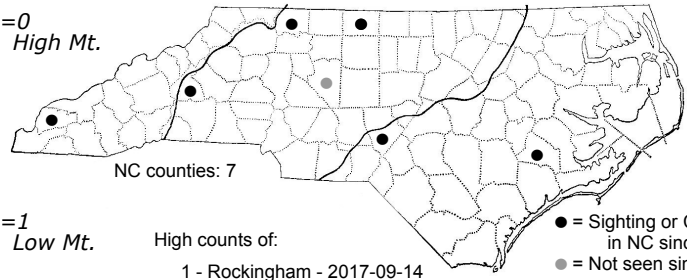 =0
High Mt.
NC counties: 7
=1
Low Mt.
High counts of:
1 - Rockingham - 2017-09-14
● = Sighting or
in NC sinc
● = Not seen sin